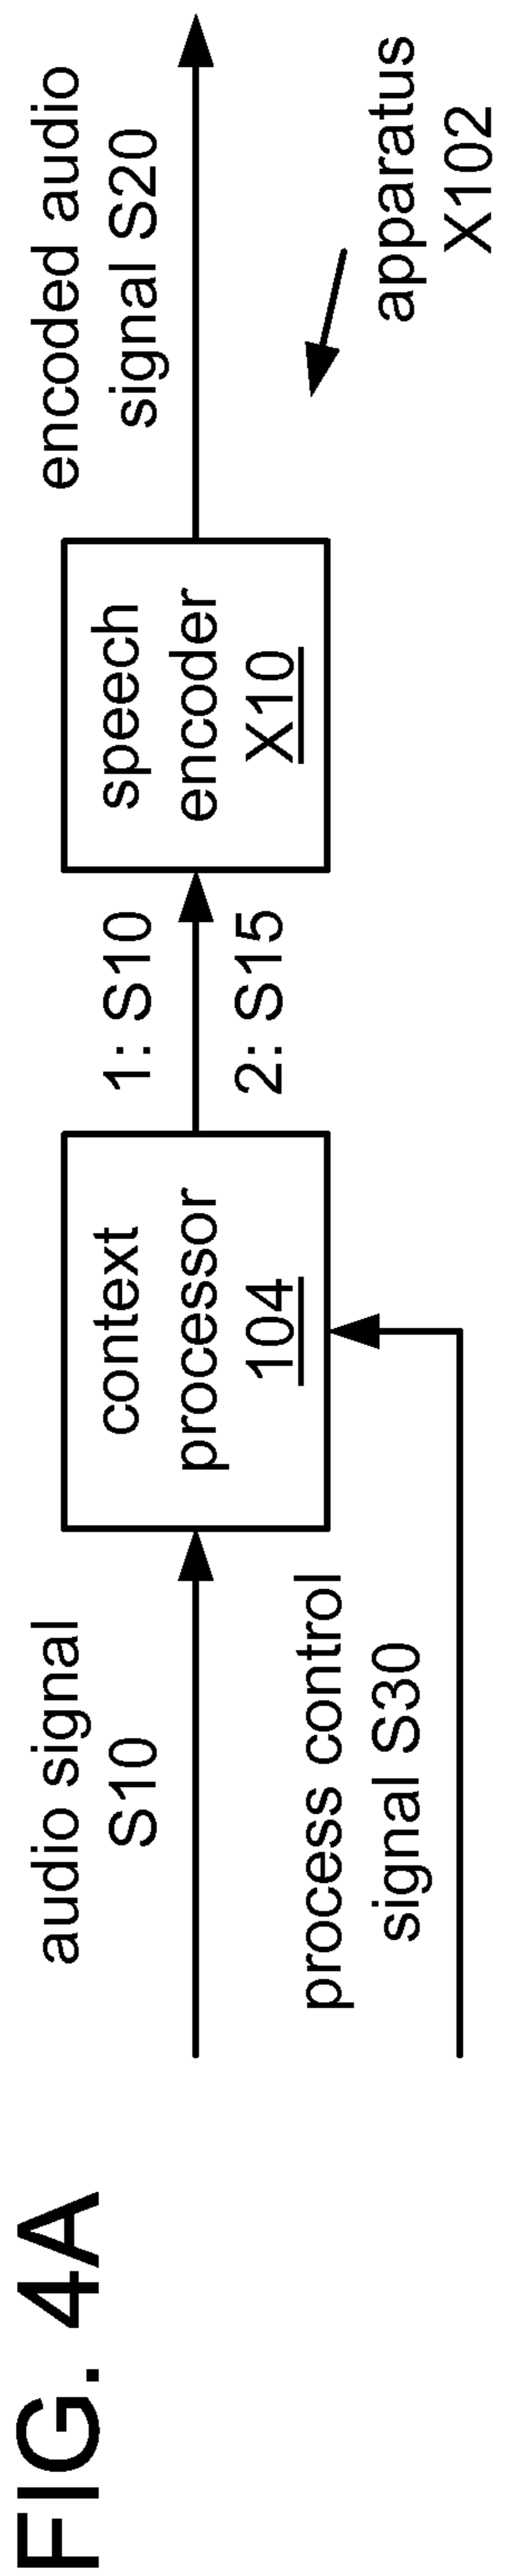 FIG. 4A
audio signal
S10
process control
signal S30
context
processor
104
1: S10
2: S15
speech
encoder
X10
encoded audio
signal S20
apparatus
X102